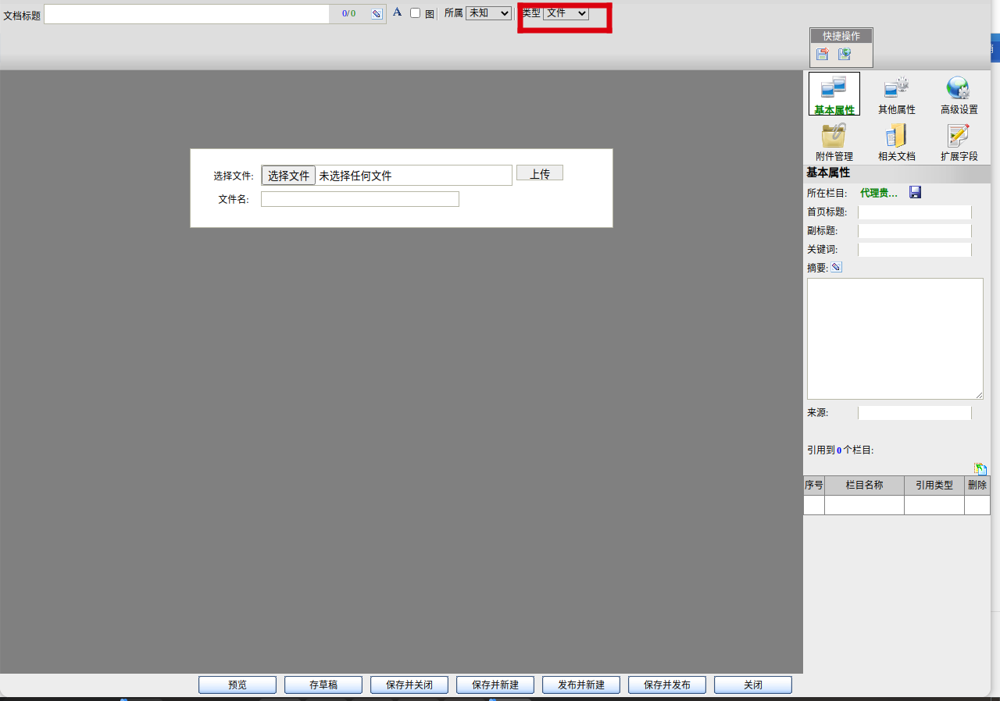 文档标题 0/0 A 图 所属 未知 类型 文件
快捷操作
基本属性 其他属性 高级设置
附件管理 相关文档 扩展字段
基本属性
选择文件: 选择文件 未选择任何文件 上传
文件名:
所在栏目: 代理贵...
首页标题:
副标题:
关键词:
摘要:
来源:
引用到 0 个栏目:
序号 栏目名称 引用类型 删除
预览 存草稿 保存并关闭 保存并新建 发布并新建 保存并发布 关闭